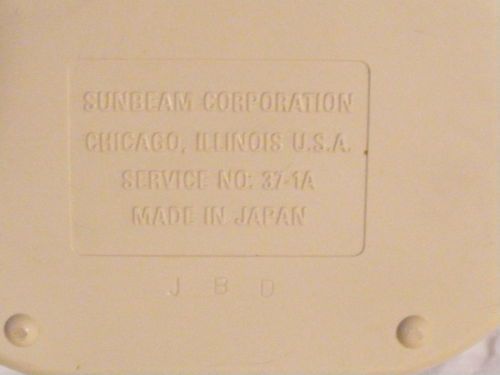 SUNBEAM CORPORATION
CHICAGO, ILLINOIS U.S.A.
SERVICE NO: 37-1A
MADE IN JAPAN
J B D